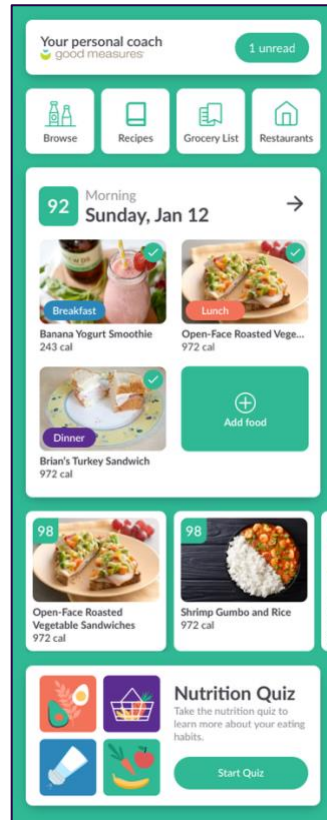 Your personal coach
good measures
1 unread
Browse
Recipes
Grocery List
Restaurants
92
Morning
Sunday, Jan 12
Breakfast
Banana Yogurt Smoothie
243 cal
Lunch
Open-Face Roasted Vege...
972 cal
Dinner
Brian's Turkey Sandwich
972 cal
Add food
98
Open-Face Roasted
Vegetable Sandwiches
972 cal
98
Shrimp Gumbo and Rice
972 cal
Nutrition Quiz
Take the nutrition quiz to
learn more about your eating
habits.
Start Quiz